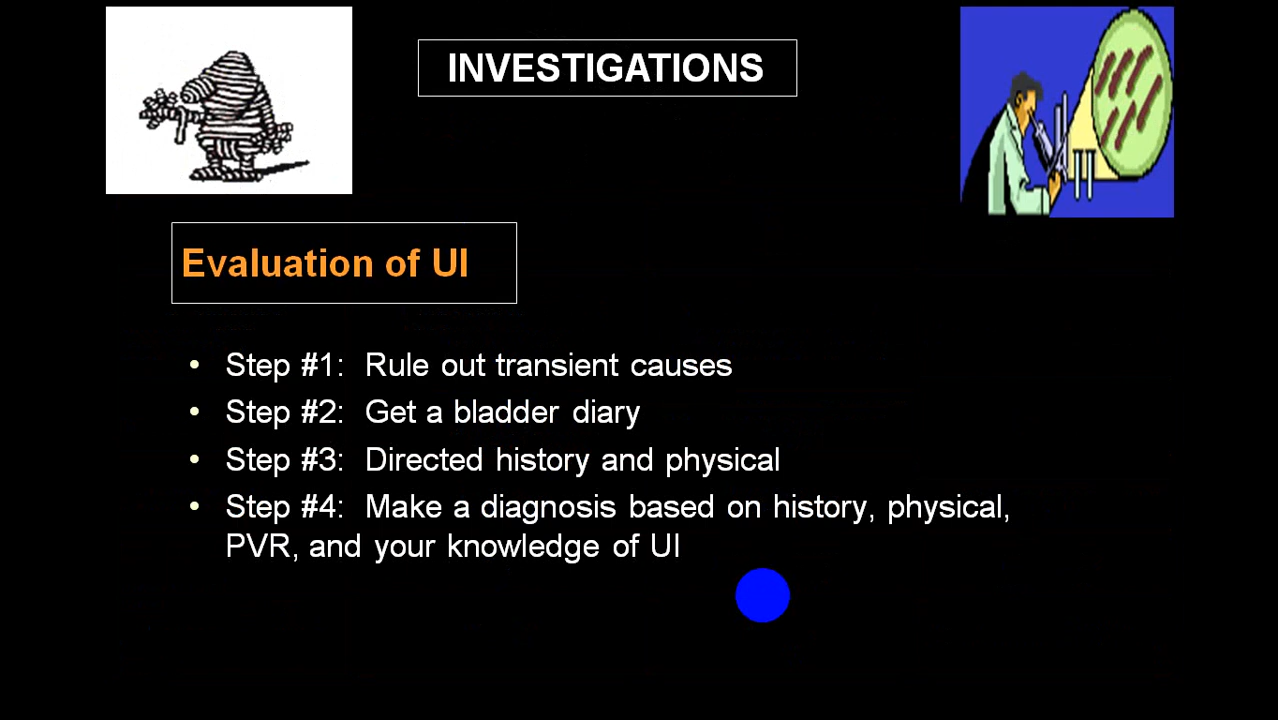 INVESTIGATIONS
Evaluation of UI
• Step #1: Rule out transient causes
• Step #2: Get a bladder diary
• Step #3: Directed history and physical
• Step #4: Make a diagnosis based on history, physical,
PVR, and your knowledge of UI